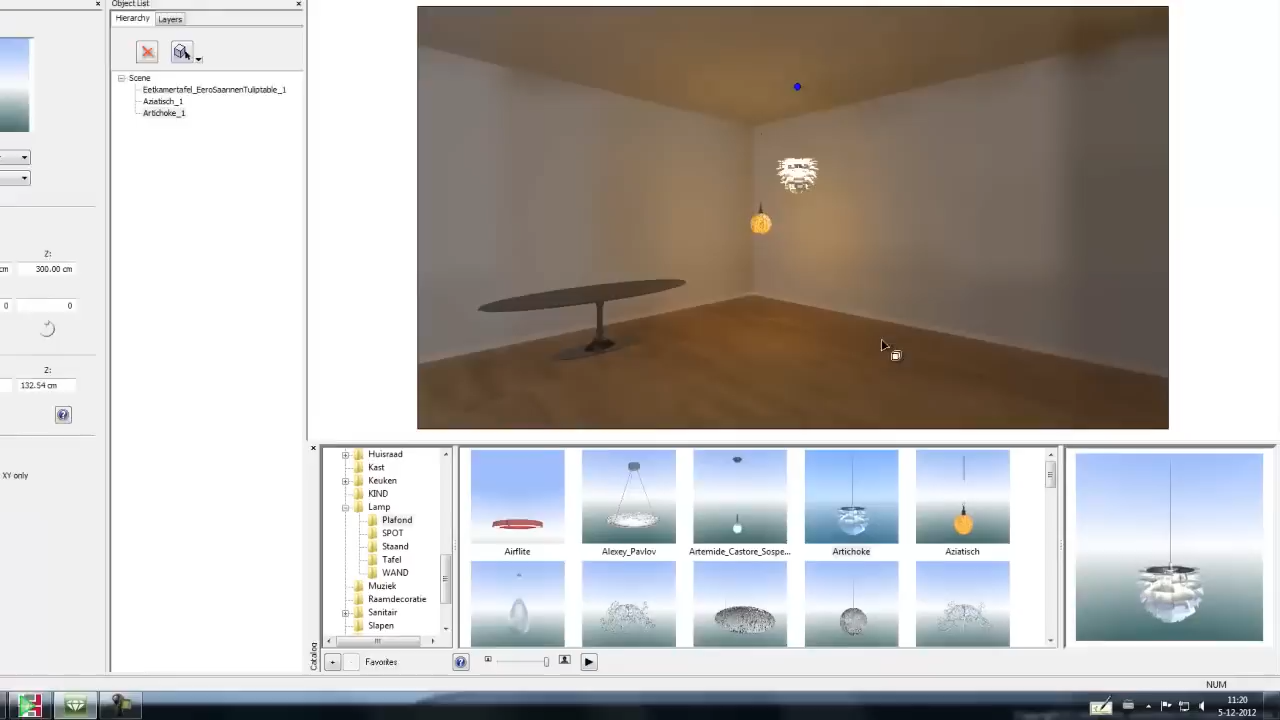 Object List
Hierarchy
Layers
Scene
Eetkamertafel_EeroSaarinenTuliptable_1
Aziatisch_1
Artichoke_1
Z:
cm
300.00 cm
0
0
Z:
132.54 cm
XY only
Huisraad
Kast
Keuken
KIND
Lamp
Plafond
SPOT
Staand
Tafel
WAND
Muziek
Raamdecoratie
Sanitair
Slapen
Airflite
Alexey_Pavlov
Artemide_Castore_Sospe...
Artichoke
Aziatisch
Catalog
Favorites
NUM
11:20
5-12-2012